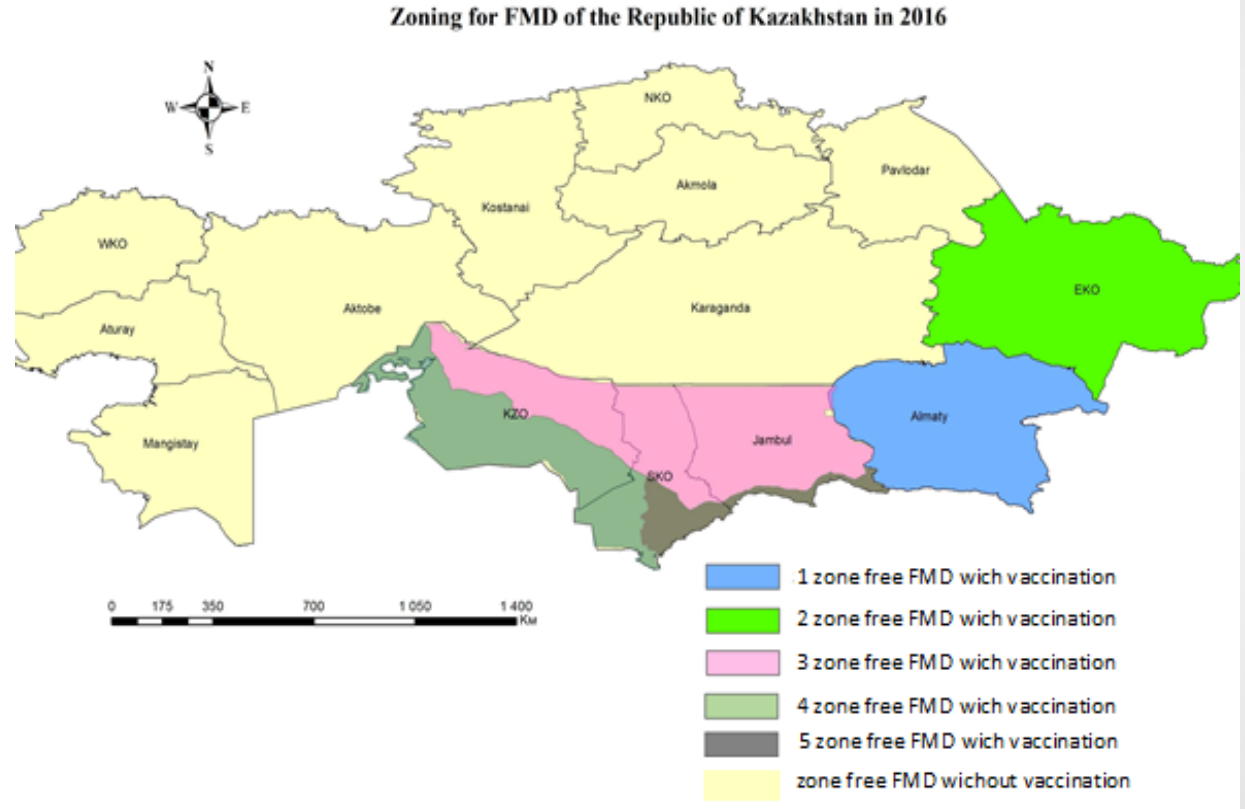 Zoning for FMD of the Republic of Kazakhstan in 2016
N
W E
S
NKO
Pavlodar
Akmola
Kostanai
WKO
EKO
Aktobe
Karaganda
Aturay
KZO
Almaty
Jambul
Mangistay
SKO
1 zone free FMD wich vaccination
2 zone free FMD wich vaccination
3 zone free FMD wich vaccination
4 zone free FMD wich vaccination
5 zone free FMD wich vaccination
zone free FMD wichout vaccination
0 175 350 700 1 050 1 400
Км